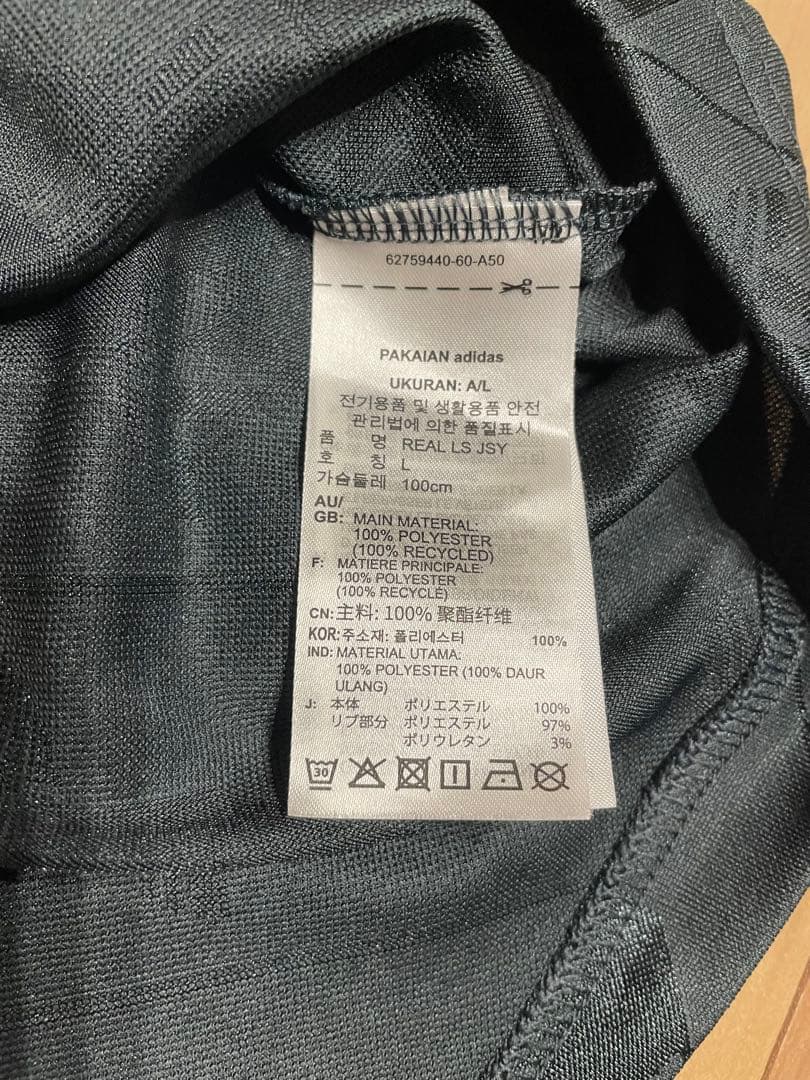 62759440-60-A50
PAKAIAN adidas
UKURAN: A/L
전기용품 및 생활용품 안전
관리법에 의한 품질표시
품 명 REAL LS JSY
호 칭 L
가슴둘레 100cm
AU/
GB: MAIN MATERIAL:
100% POLYESTER
(100% RECYCLED)
F: MATIERE PRINCIPALE:
100% POLYESTER
(100% RECYCLÉ)
CN: 主料: 100% 聚酯纤维
KOR: 주소재: 폴리에스터 100%
IND: MATERIAL UTAMA:
100% POLYESTER (100% DAUR
ULANG)
J: 本体 ポリエステル 100%
リブ部分 ポリエステル 97%
ポリウレタン 3%
30